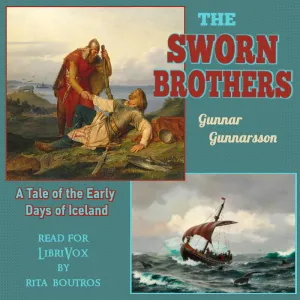 THE
SWORN
BROTHERS
Gunnar
Gunnarsson
A Tale of the Early
Days of Iceland
READ FOR
LIBRIVOX
BY
RITA BOUTROS